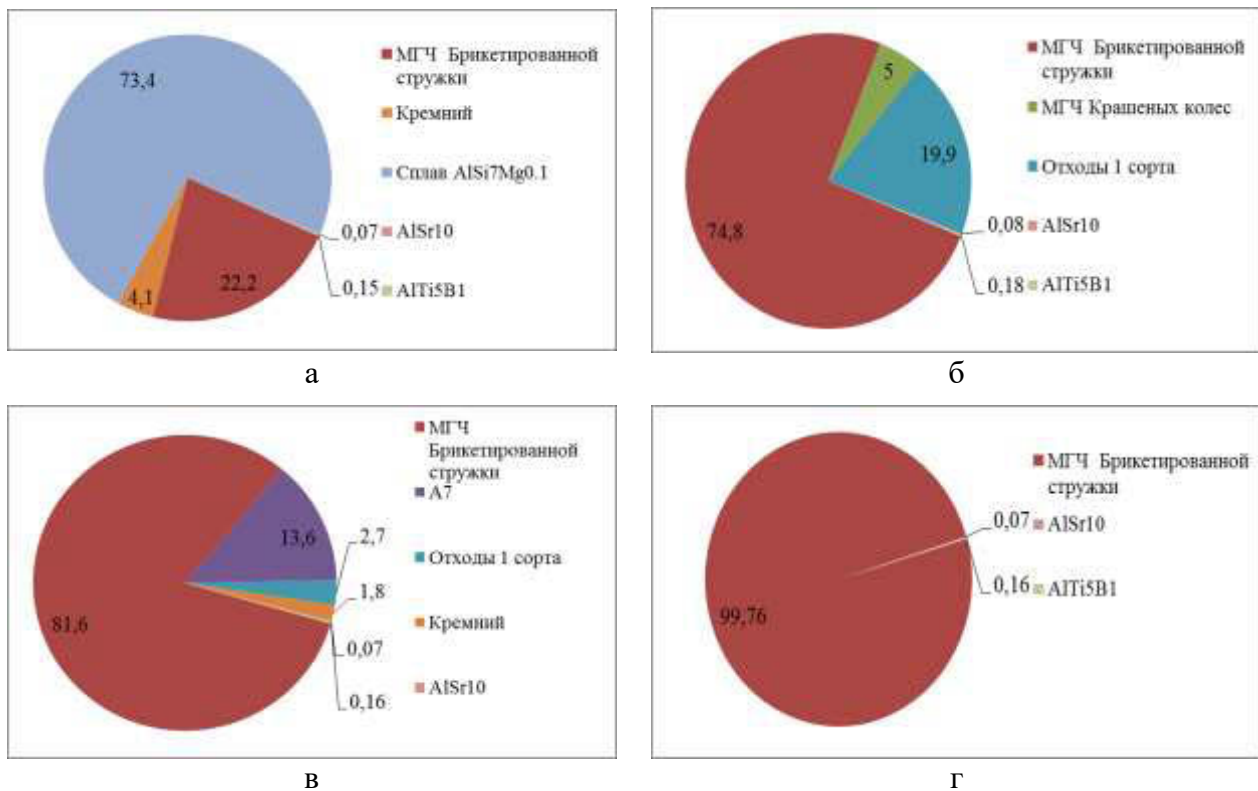 73,4
4,1
22,2
МГЧ Брикетированной
стружки
Кремний
Сплав AlSi7Mg0.1
0,07 AlSr10
0,15 AlTi5B1
а
74,8
5
19,9
МГЧ Брикетированной
стружки
МГЧ Крашеных колес
Отходы 1 сорта
0,08 AlSr10
0,18 AlTi5B1
б
81,6
13,6
2,7
1,8
0,07
0,16
МГЧ
Брикетированной
стружки
А7
Отходы 1 сорта
Кремний
AlSr10
в
99,76
МГЧ Брикетированной
стружки
0,07 AlSr10
0,16 AlTi5B1
г